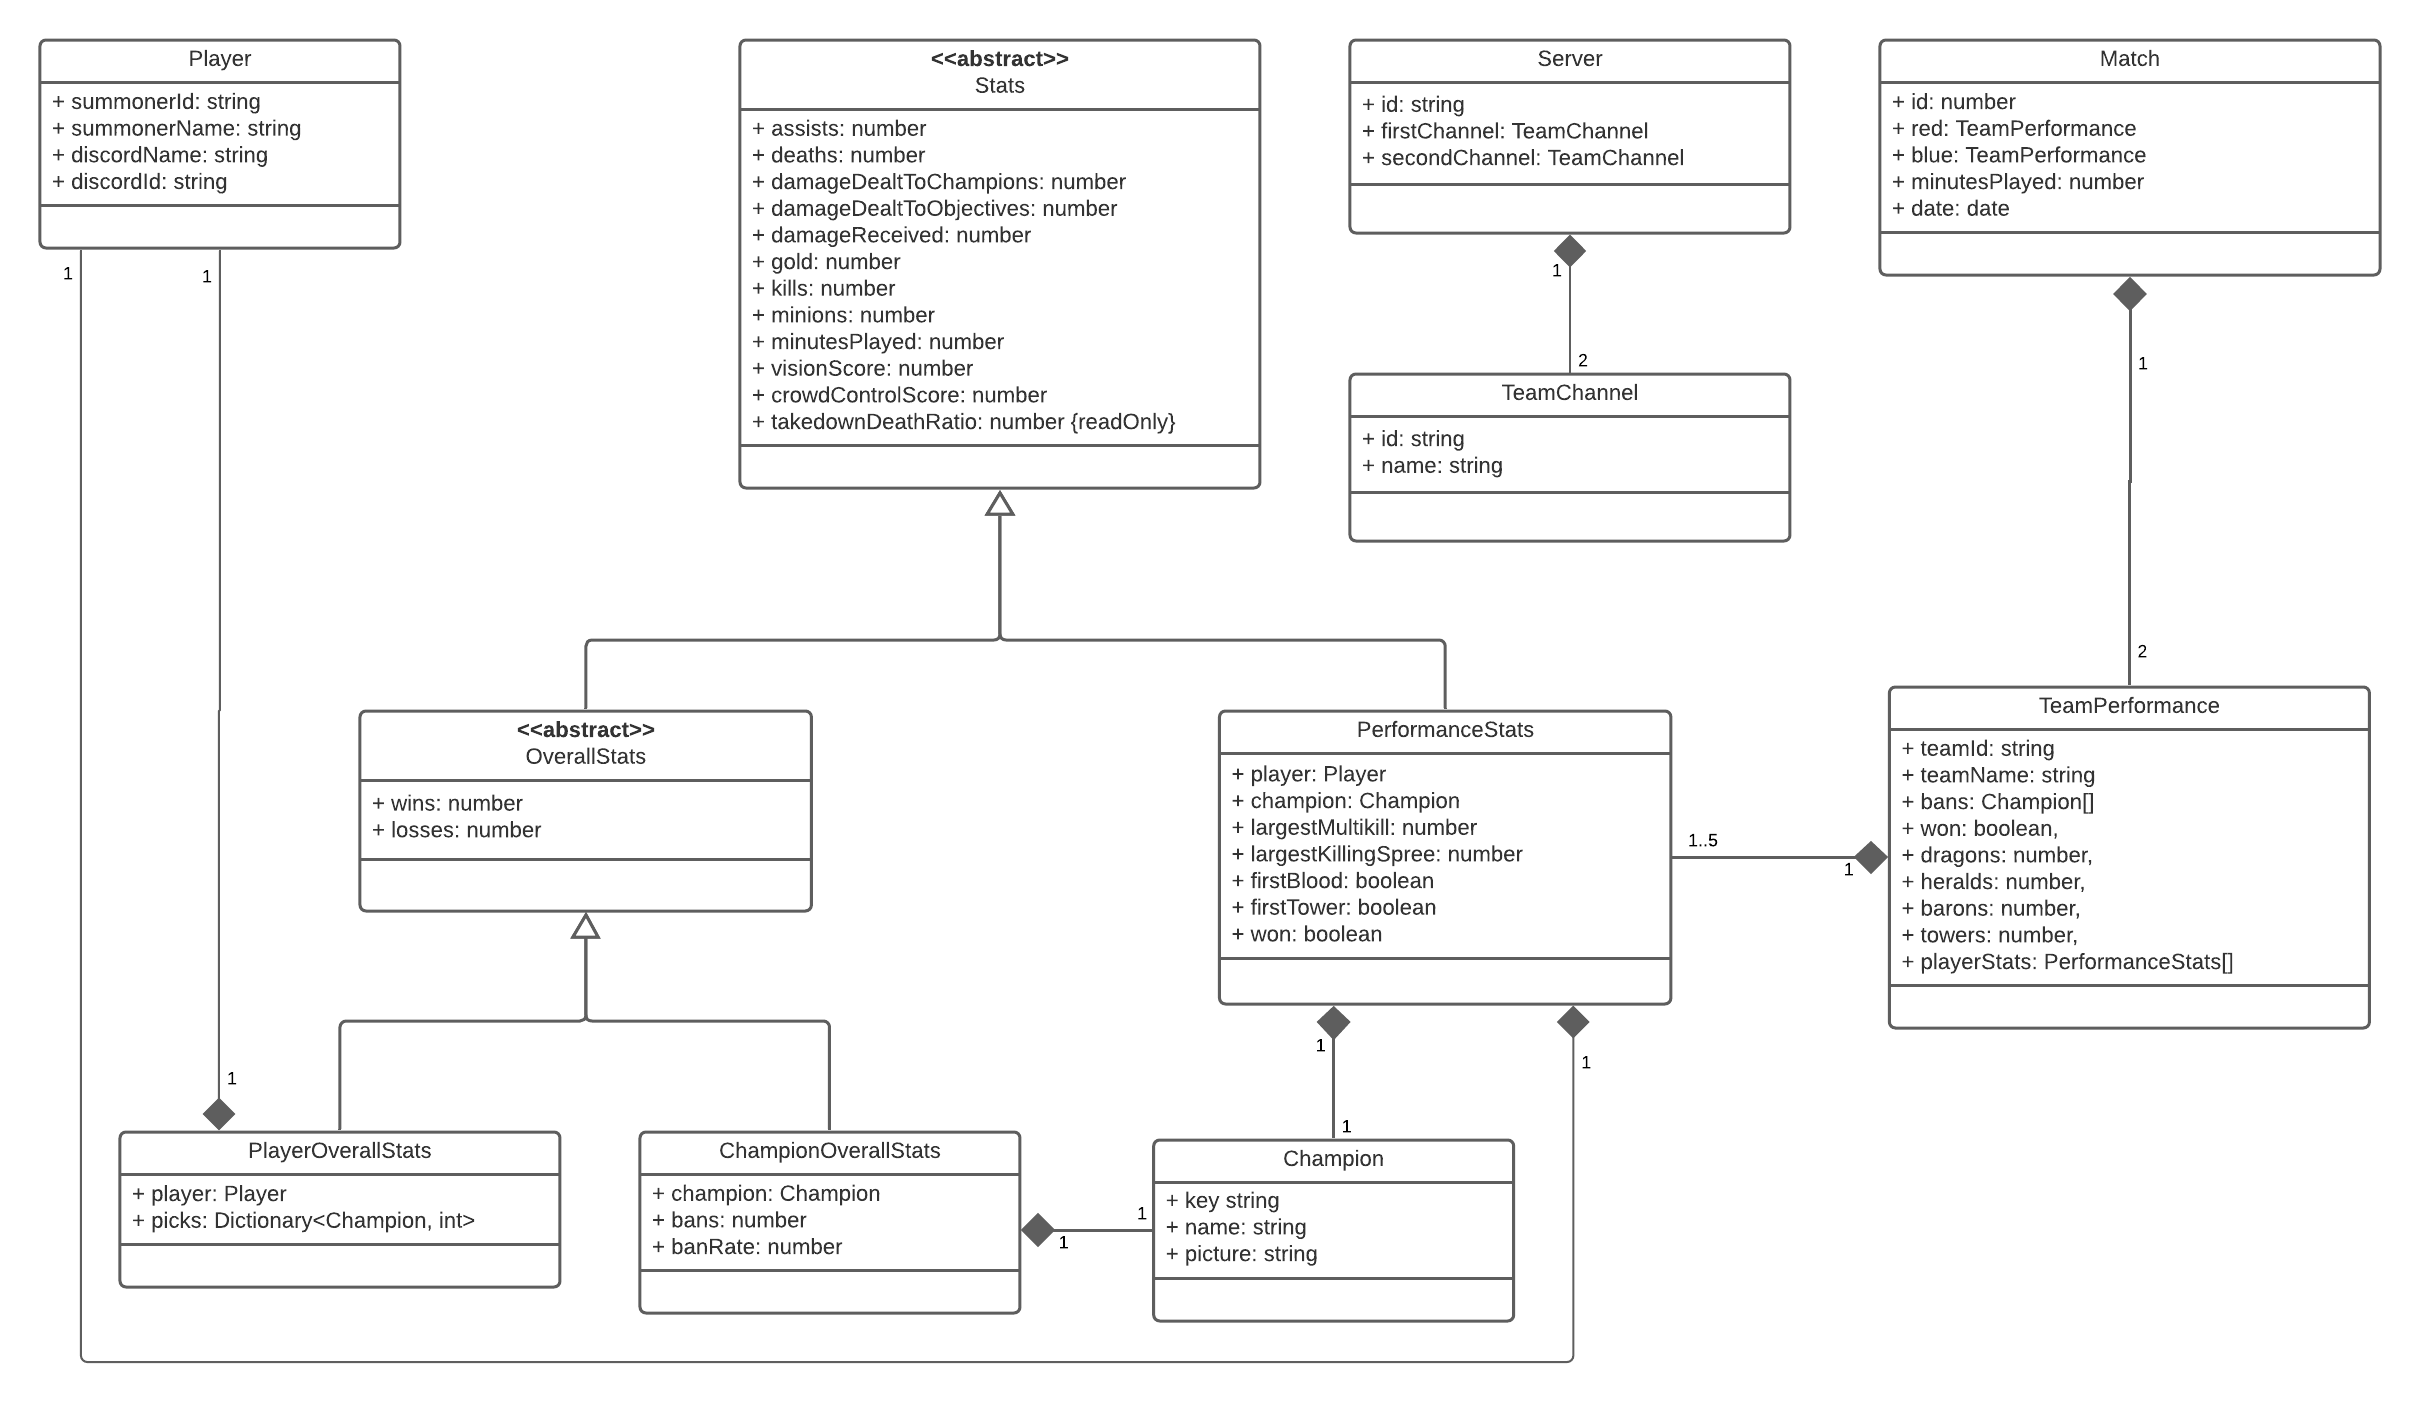 Player
+ summonerId: string
+ summonerName: string
+ discordName: string
+ discordId: string
1
1
<<abstract>>
Stats
+ assists: number
+ deaths: number
+ damageDealtToChampions: number
+ damageDealtToObjectives: number
+ damageReceived: number
+ gold: number
+ kills: number
+ minions: number
+ minutesPlayed: number
+ visionScore: number
+ crowdControlScore: number
+ takedownDeathRatio: number {readOnly}
Server
+ id: string
+ firstChannel: TeamChannel
+ secondChannel: TeamChannel
1
2
TeamChannel
+ id: string
+ name: string
Match
+ id: number
+ red: TeamPerformance
+ blue: TeamPerformance
+ minutesPlayed: number
+ date: date
1
2
<<abstract>>
OverallStats
+ wins: number
+ losses: number
PerformanceStats
+ player: Player
+ champion: Champion
+ largestMultikill: number
+ largestKillingSpree: number
+ firstBlood: boolean
+ firstTower: boolean
+ won: boolean
1..5
1
TeamPerformance
+ teamId: string
+ teamName: string
+ bans: Champion[]
+ won: boolean,
+ dragons: number,
+ heralds: number,
+ barons: number,
+ towers: number,
+ playerStats: PerformanceStats[]
1
1
1
1
PlayerOverallStats
+ player: Player
+ picks: Dictionary<Champion, int>
ChampionOverallStats
+ champion: Champion
+ bans: number
+ banRate: number
1
1
Champion
+ key string
+ name: string
+ picture: string